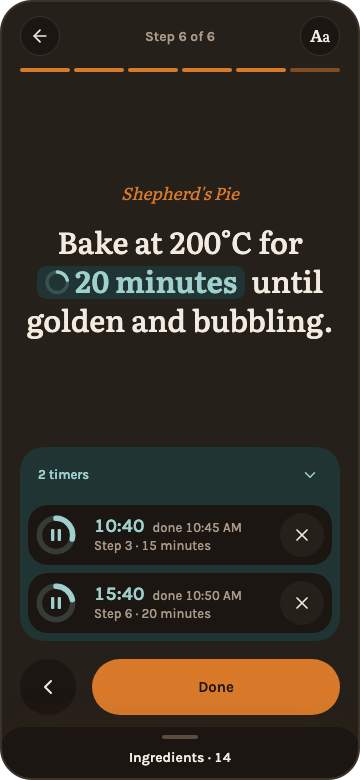 Step 6 of 6
Aa
Shepherd's Pie
Bake at 200°C for
20 minutes until
golden and bubbling.
2 timers
10:40 done 10:45 AM
Step 3 · 15 minutes
15:40 done 10:50 AM
Step 6 · 20 minutes
Done
Ingredients · 14